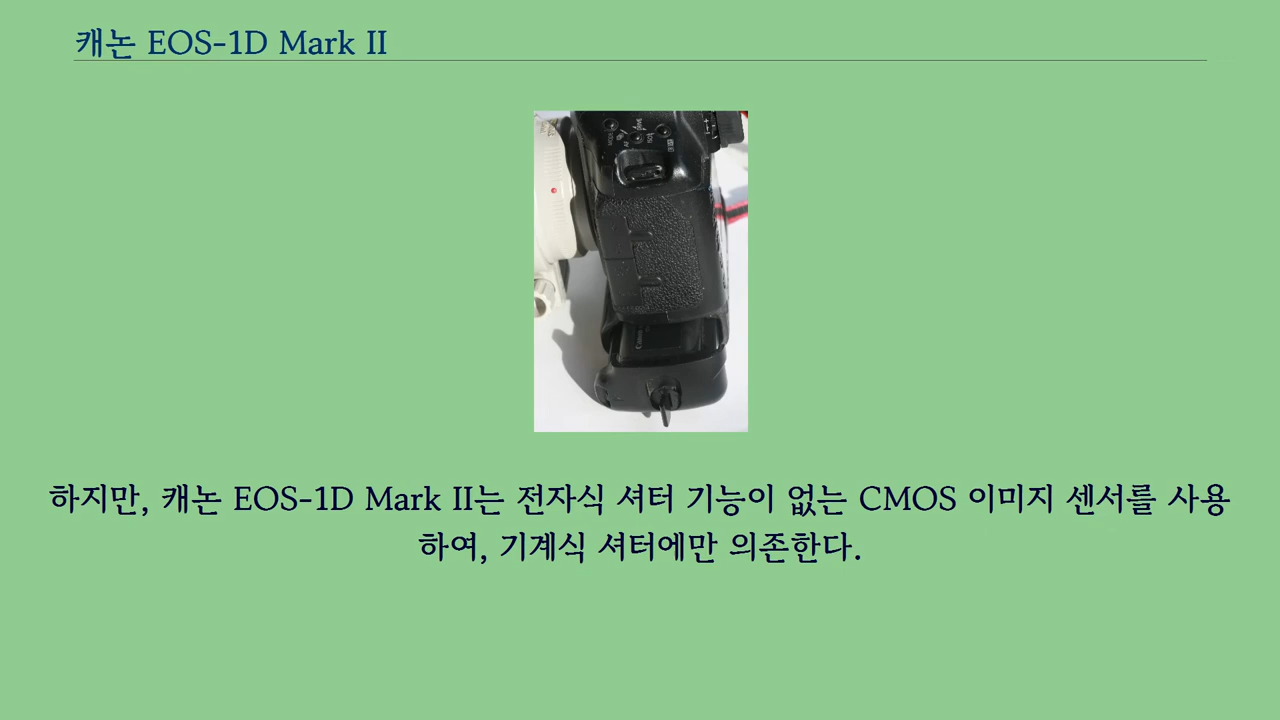 캐논 EOS-1D Mark II
하지만, 캐논 EOS-1D Mark II는 전자식 셔터 기능이 없는 CMOS 이미지 센서를 사용
하여, 기계식 셔터에만 의존한다.